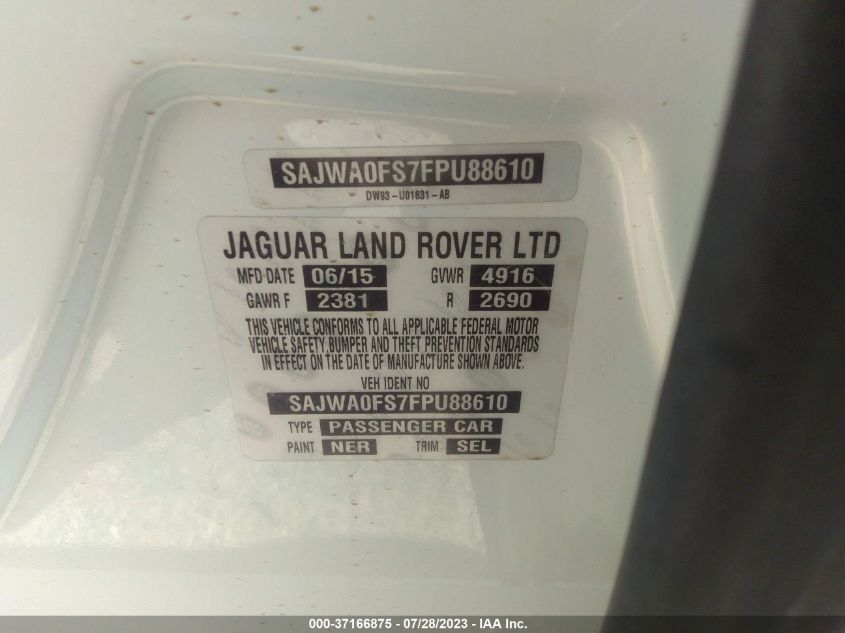 SAJWA0FS7FPU88610
DW93-U01631-AB
JAGUAR LAND ROVER LTD
MFD DATE 06/15 GVWR 4916
GAWR F 2381 R 2690
THIS VEHICLE CONFORMS TO ALL APPLICABLE FEDERAL MOTOR
VEHICLE SAFETY, BUMPER AND THEFT PREVENTION STANDARDS
IN EFFECT ON THE DATE OF MANUFACTURE SHOWN ABOVE.
VEH IDENT NO
SAJWA0FS7FPU88610
TYPE PASSENGER CAR
PAINT NER TRIM SEL
000-37166875 - 07/28/2023 - IAA Inc.